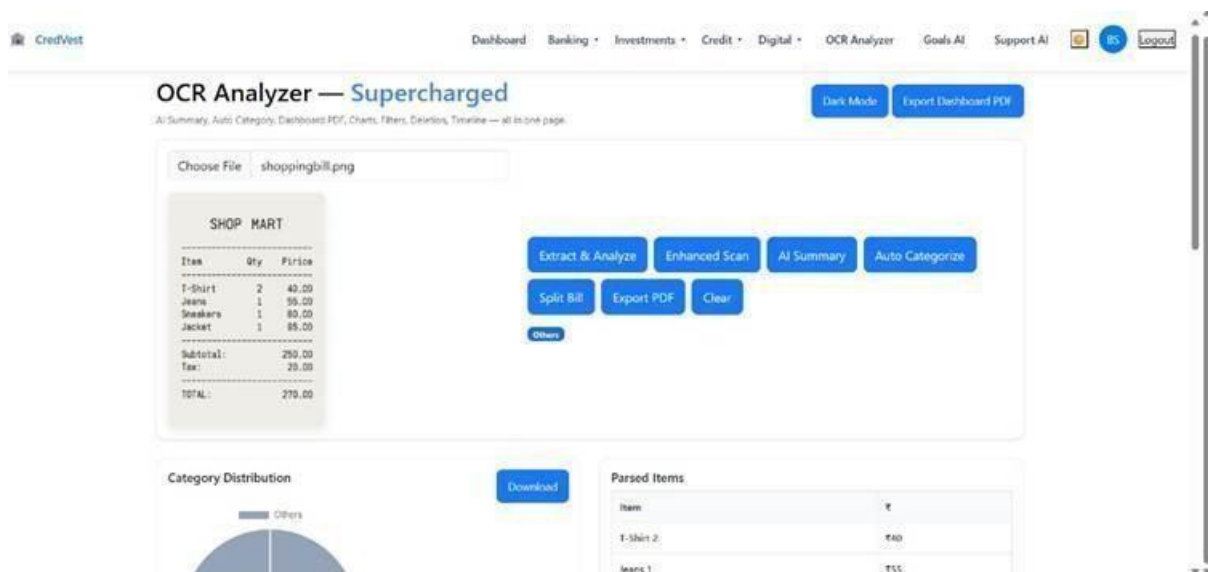 CredVest Dashboard Banking Investments Credit Digital OCR Analyzer Goals AI Support AI BS Logout
OCR Analyzer — Supercharged
Dark Mode Export Dashboard PDF
AI Summary, Auto Category, Dashboard PDF, Charts, Filters, Deletion, Timeline — all in one page.
Choose File shoppingbill.png
SHOP MART
Item Qty Pirice
T-Shirt 2 40.00
Jeans 1 55.00
Sneakers 1 80.00
Jacket 1 85.00
Subtotal: 250.00
Tax: 20.00
TOTAL: 270.00
Extract & Analyze Enhanced Scan AI Summary Auto Categorize
Split Bill Export PDF Clear
Others
Category Distribution
Download
Others
Parsed Items
Item ₹
T-Shirt 2 ₹40
Jeans 1 ₹55